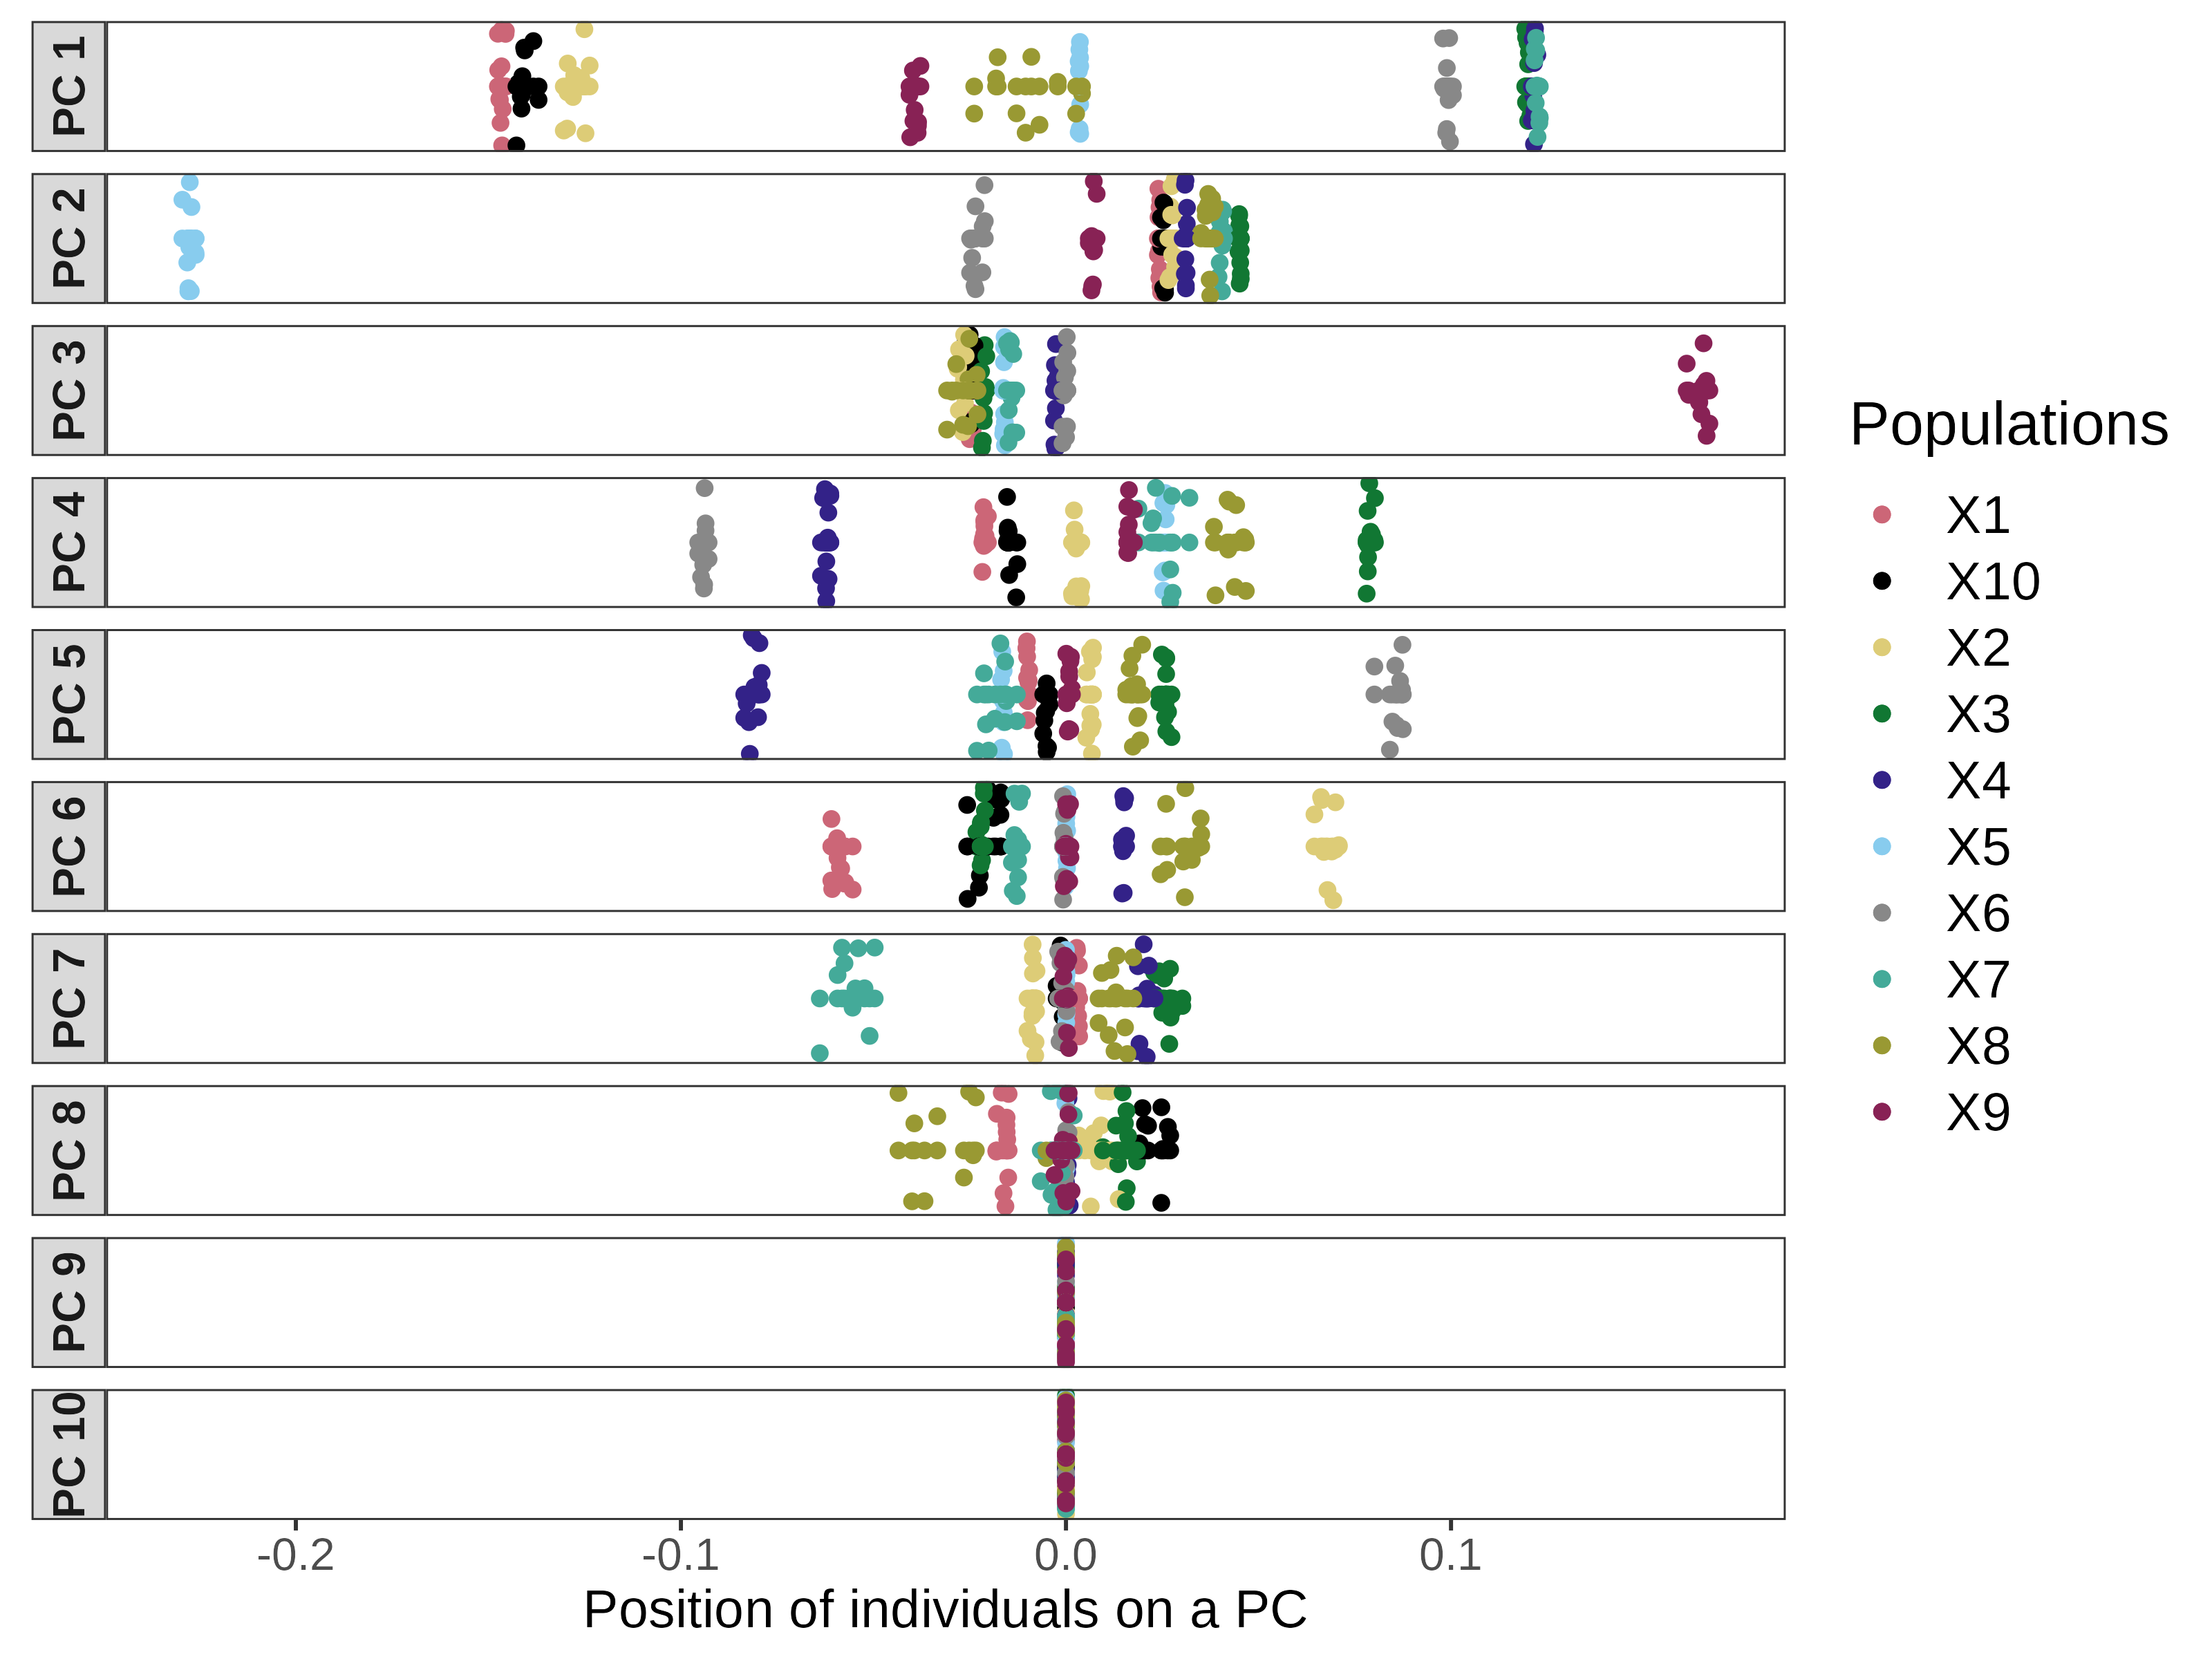 PC 1
PC 2
PC 3
PC 4
PC 5
PC 6
PC 7
PC 8
PC 9
PC 10
-0.2
-0.1
0.0
0.1
Position of individuals on a PC
Populations
X1
X10
X2
X3
X4
X5
X6
X7
X8
X9